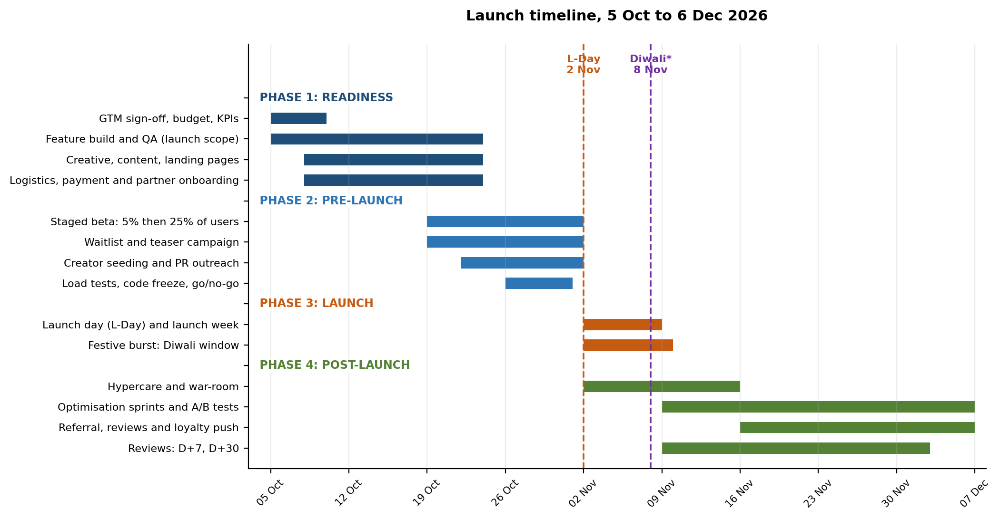 Launch timeline, 5 Oct to 6 Dec 2026
L-Day
2 Nov
Diwali*
8 Nov
PHASE 1: READINESS
GTM sign-off, budget, KPIs
Feature build and QA (launch scope)
Creative, content, landing pages
Logistics, payment and partner onboarding
PHASE 2: PRE-LAUNCH
Staged beta: 5% then 25% of users
Waitlist and teaser campaign
Creator seeding and PR outreach
Load tests, code freeze, go/no-go
PHASE 3: LAUNCH
Launch day (L-Day) and launch week
Festive burst: Diwali window
PHASE 4: POST-LAUNCH
Hypercare and war-room
Optimisation sprints and A/B tests
Referral, reviews and loyalty push
Reviews: D+7, D+30
05 Oct
12 Oct
19 Oct
26 Oct
02 Nov
09 Nov
16 Nov
23 Nov
30 Nov
07 Dec